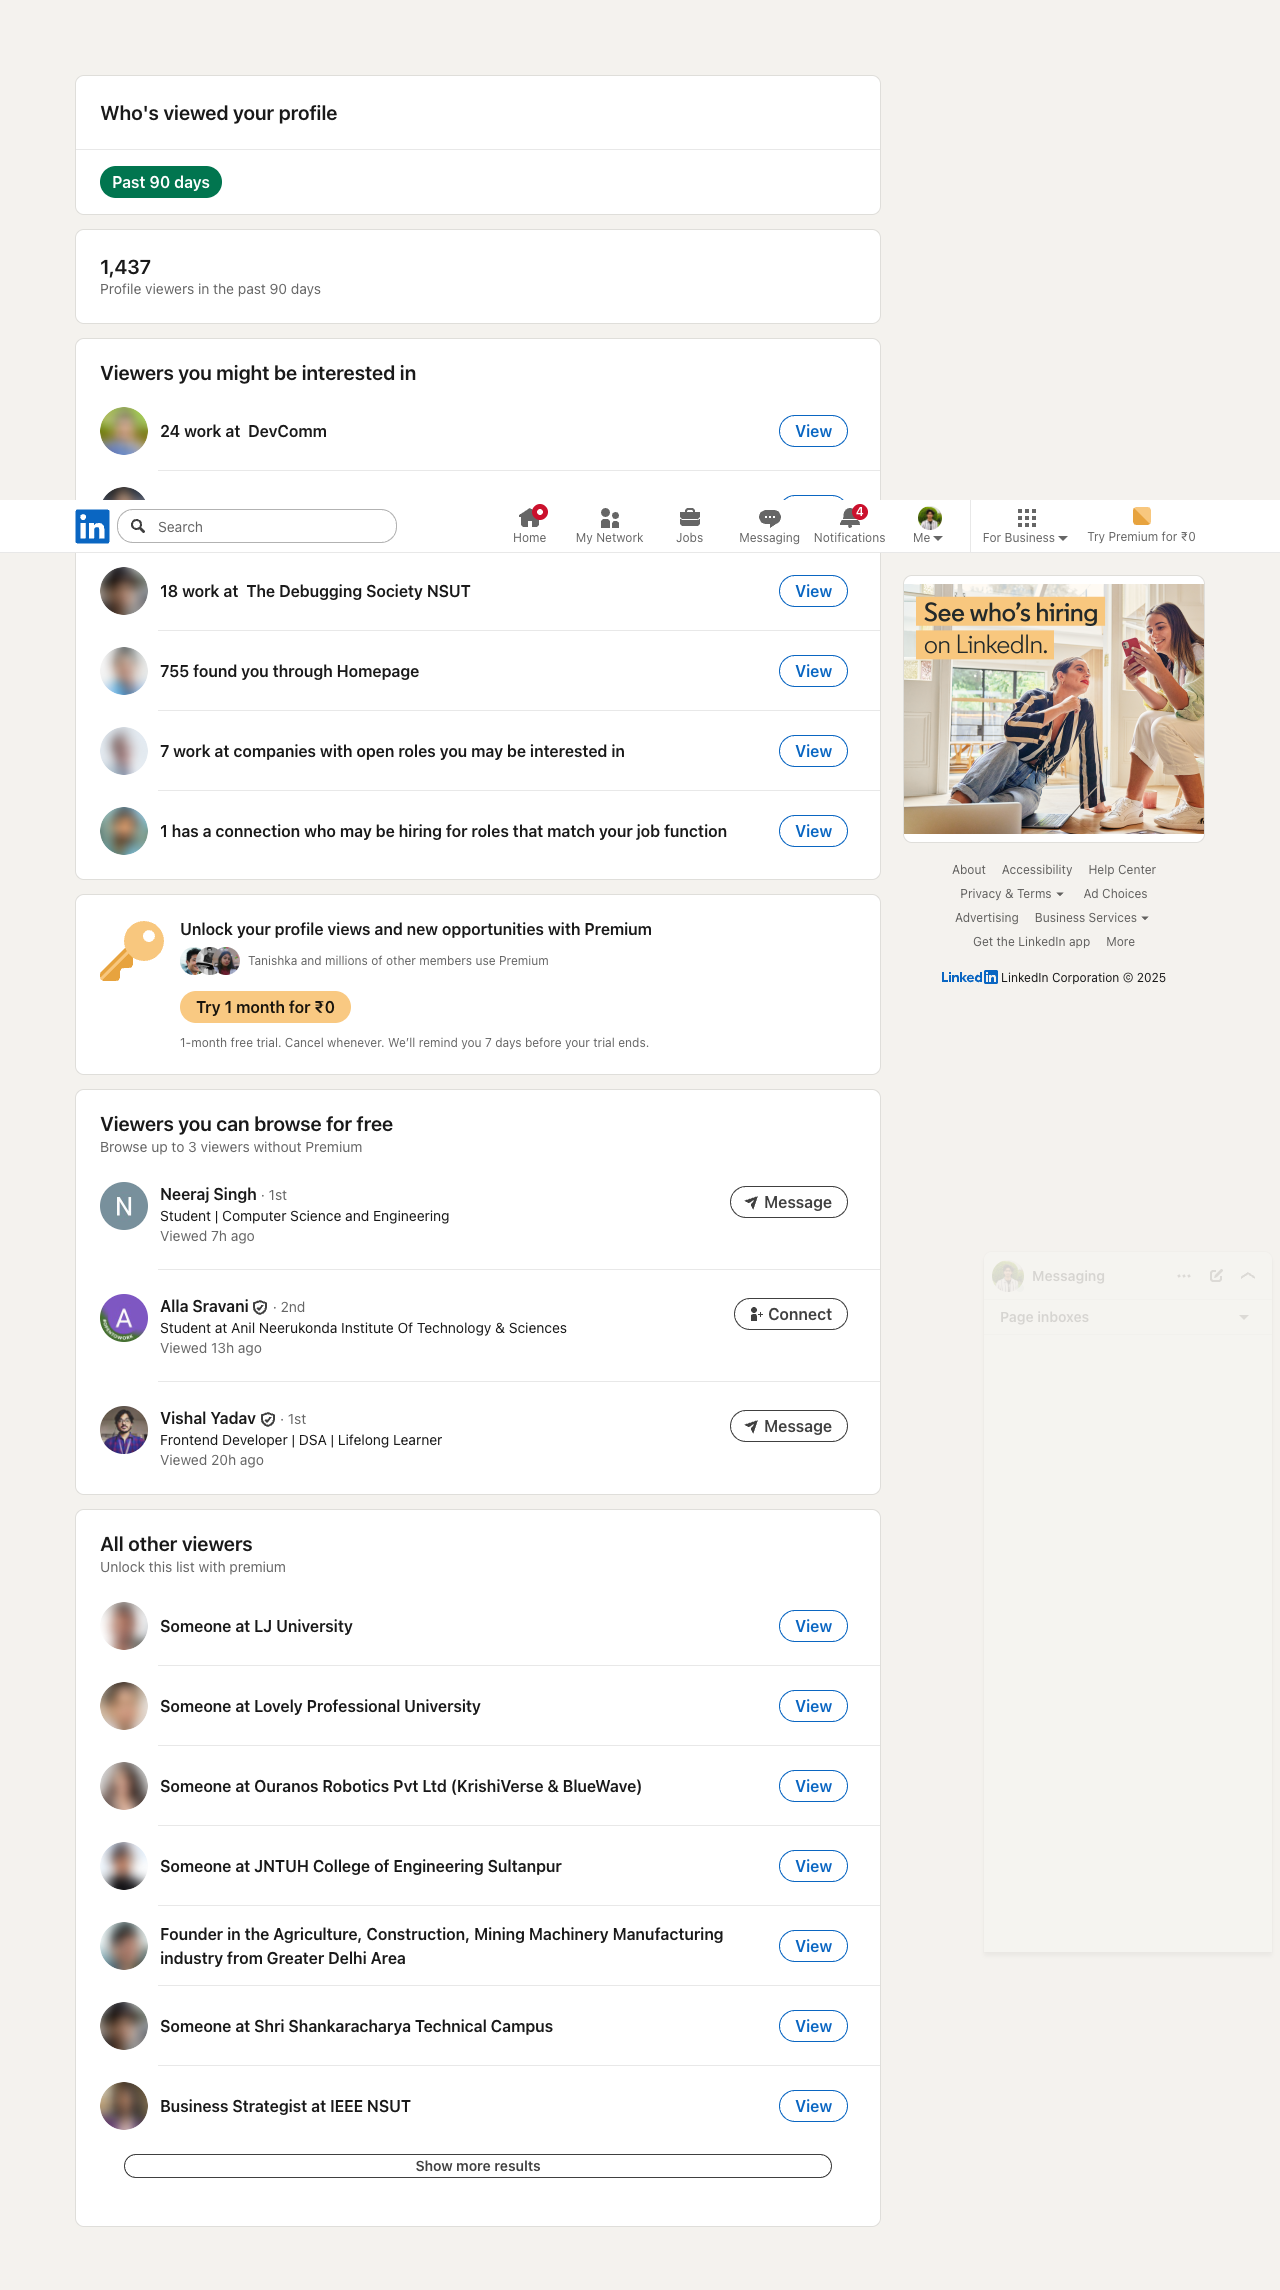 Who's viewed your profile
Past 90 days
1,437
Profile viewers in the past 90 days
Viewers you might be interested in
24 work at  DevComm
View
in
Search
Home
My Network
Jobs
Messaging
4
Notifications
Me
For Business
Try Premium for ₹0
18 work at  The Debugging Society NSUT
View
755 found you through Homepage
View
7 work at companies with open roles you may be interested in
View
1 has a connection who may be hiring for roles that match your job function
View
See who's hiring
on LinkedIn.
About Accessibility Help Center
Privacy & Terms Ad Choices
Advertising Business Services
Get the LinkedIn app More
LinkedIn LinkedIn Corporation © 2025
Unlock your profile views and new opportunities with Premium
Tanishka and millions of other members use Premium
Try 1 month for ₹0
1-month free trial. Cancel whenever. We'll remind you 7 days before your trial ends.
Viewers you can browse for free
Browse up to 3 viewers without Premium
N
Neeraj Singh · 1st
Student | Computer Science and Engineering
Viewed 7h ago
Message
A
Alla Sravani · 2nd
Student at Anil Neerukonda Institute Of Technology & Sciences
Viewed 13h ago
Connect
Vishal Yadav · 1st
Frontend Developer | DSA | Lifelong Learner
Viewed 20h ago
Message
Messaging
Page inboxes
All other viewers
Unlock this list with premium
Someone at LJ University
View
Someone at Lovely Professional University
View
Someone at Ouranos Robotics Pvt Ltd (KrishiVerse & BlueWave)
View
Someone at JNTUH College of Engineering Sultanpur
View
Founder in the Agriculture, Construction, Mining Machinery Manufacturing
industry from Greater Delhi Area
View
Someone at Shri Shankaracharya Technical Campus
View
Business Strategist at IEEE NSUT
View
Show more results